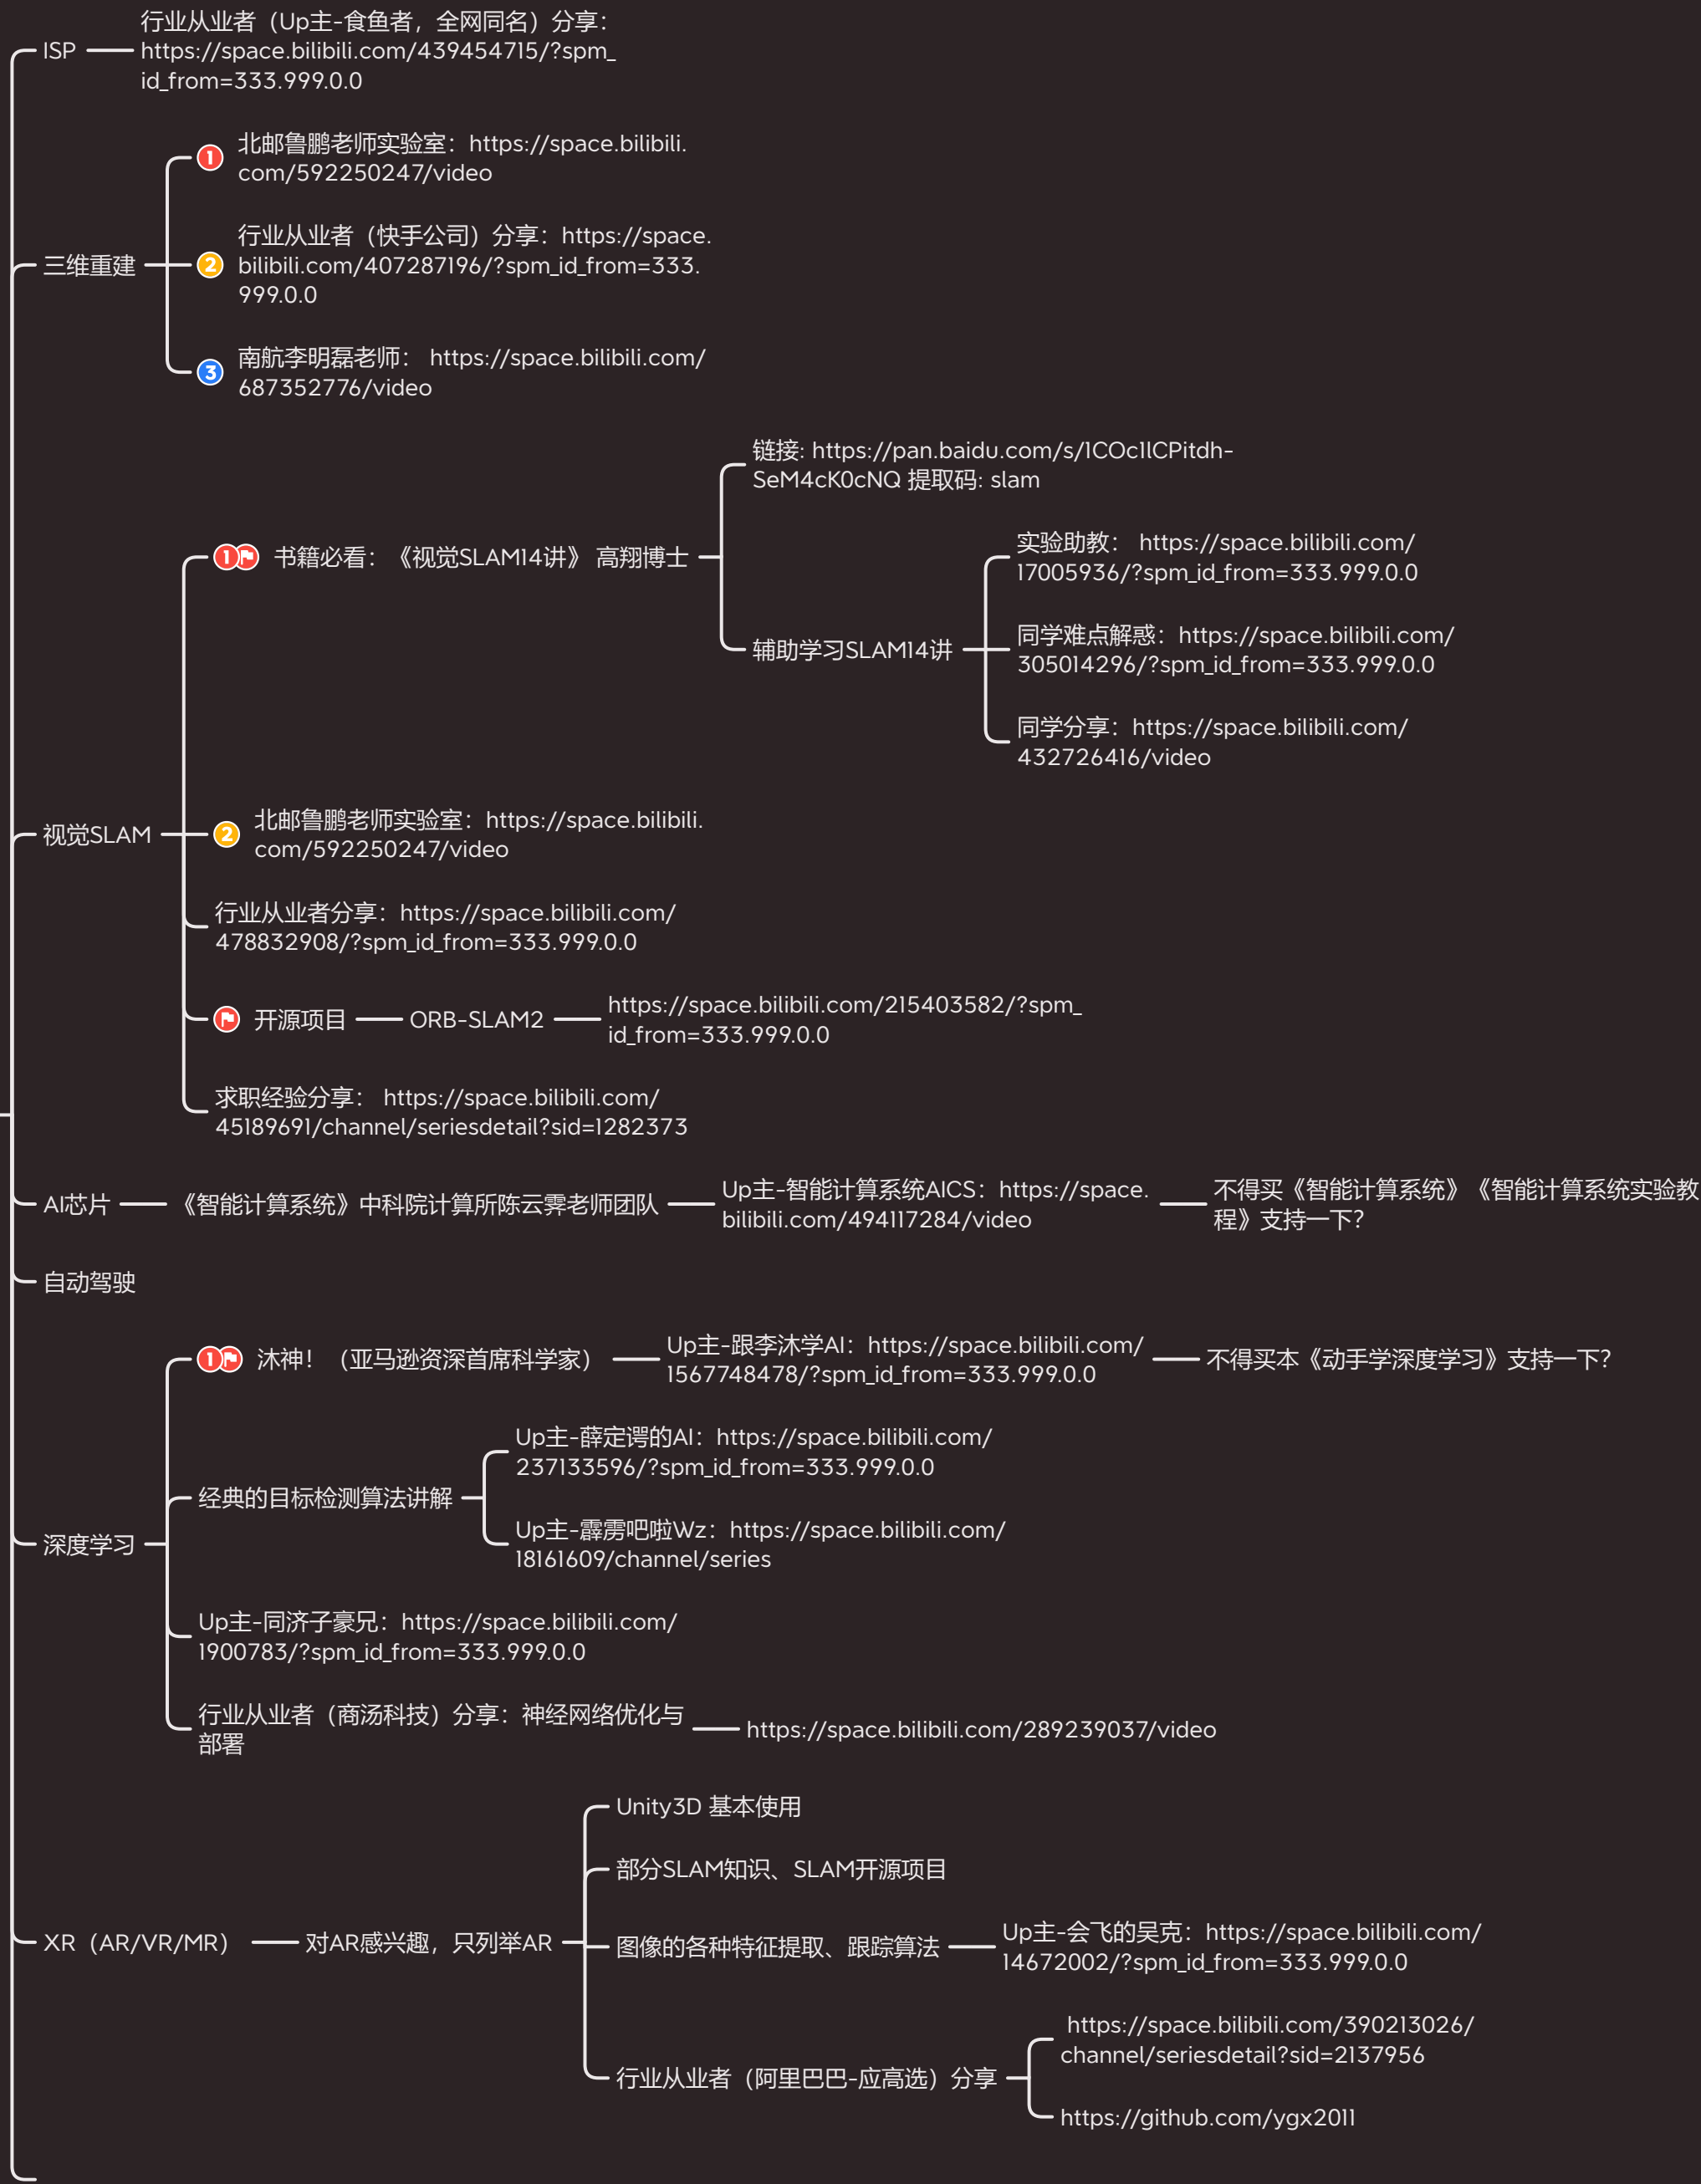 ISP
行业从业者（Up主-食鱼者，全网同名）分享：
https://space.bilibili.com/439454715/?spm_
id_from=333.999.0.0
三维重建
1
北邮鲁鹏老师实验室：https://space.bilibili.
com/592250247/video
2
行业从业者（快手公司）分享：https://space.
bilibili.com/407287196/?spm_id_from=333.
999.0.0
3
南航李明磊老师： https://space.bilibili.com/
687352776/video
视觉SLAM
1
书籍必看：《视觉SLAM14讲》 高翔博士
链接: https://pan.baidu.com/s/1COc1lCPitdh-
SeM4cK0cNQ 提取码: slam
辅助学习SLAM14讲
实验助教： https://space.bilibili.com/
17005936/?spm_id_from=333.999.0.0
同学难点解惑：https://space.bilibili.com/
305014296/?spm_id_from=333.999.0.0
同学分享：https://space.bilibili.com/
432726416/video
2
北邮鲁鹏老师实验室：https://space.bilibili.
com/592250247/video
行业从业者分享：https://space.bilibili.com/
478832908/?spm_id_from=333.999.0.0
开源项目
ORB-SLAM2
https://space.bilibili.com/215403582/?spm_
id_from=333.999.0.0
求职经验分享： https://space.bilibili.com/
45189691/channel/seriesdetail?sid=1282373
AI芯片
《智能计算系统》中科院计算所陈云霁老师团队
Up主-智能计算系统AICS：https://space.
bilibili.com/494117284/video
不得买《智能计算系统》《智能计算系统实验教
程》支持一下?
自动驾驶
深度学习
1
沐神！（亚马逊资深首席科学家）
Up主-跟李沐学AI：https://space.bilibili.com/
1567748478/?spm_id_from=333.999.0.0
不得买本《动手学深度学习》支持一下?
经典的目标检测算法讲解
Up主-薛定谔的AI：https://space.bilibili.com/
237133596/?spm_id_from=333.999.0.0
Up主-霹雳吧啦Wz：https://space.bilibili.com/
18161609/channel/series
Up主-同济子豪兄：https://space.bilibili.com/
1900783/?spm_id_from=333.999.0.0
行业从业者（商汤科技）分享：神经网络优化与
部署
https://space.bilibili.com/289239037/video
XR（AR/VR/MR）
对AR感兴趣，只列举AR
Unity3D 基本使用
部分SLAM知识、SLAM开源项目
图像的各种特征提取、跟踪算法
Up主-会飞的吴克：https://space.bilibili.com/
14672002/?spm_id_from=333.999.0.0
行业从业者（阿里巴巴-应高选）分享
https://space.bilibili.com/390213026/
channel/seriesdetail?sid=2137956
https://github.com/ygx2011